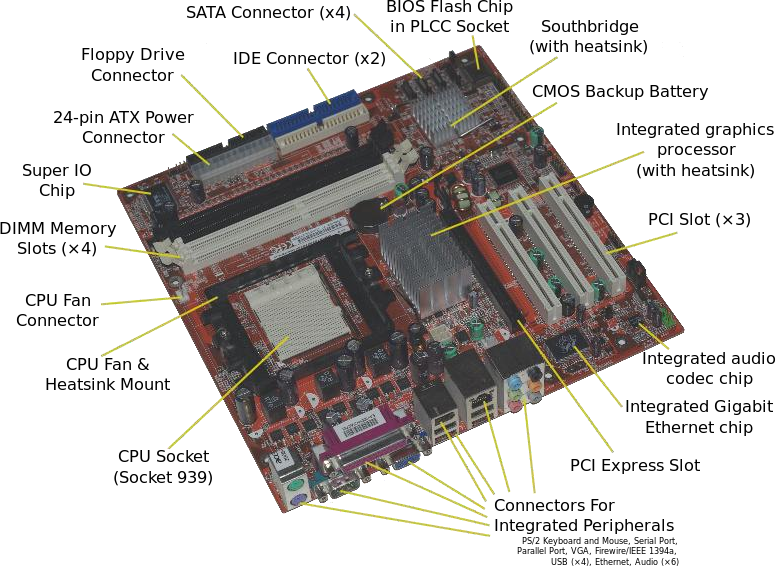 SATA Connector (x4)
BIOS Flash Chip
in PLCC Socket
Southbridge
(with heatsink)
Floppy Drive
Connector
IDE Connector (x2)
CMOS Backup Battery
24-pin ATX Power
Connector
Integrated graphics
processor
(with heatsink)
Super IO
Chip
PCI Slot (×3)
DIMM Memory
Slots (×4)
CPU Fan
Connector
CPU Fan &
Heatsink Mount
Integrated audio
codec chip
Integrated Gigabit
Ethernet chip
CPU Socket
(Socket 939)
PCI Express Slot
Connectors For
Integrated Peripherals
PS/2 Keyboard and Mouse, Serial Port,
Parallel Port, VGA, Firewire/IEEE 1394a,
USB (×4), Ethernet, Audio (×6)